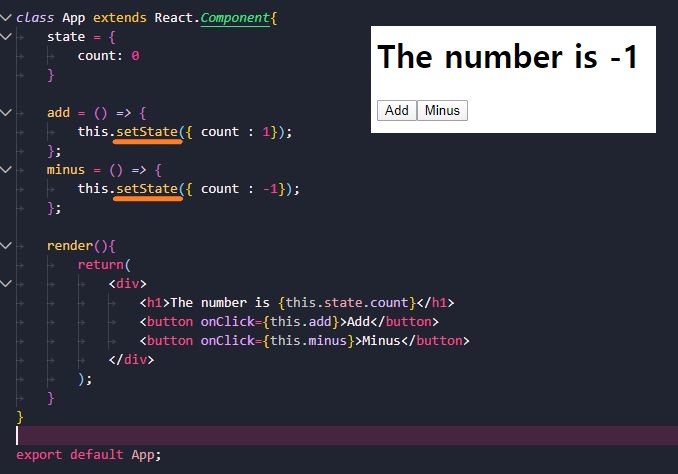 class App extends React.Component{
state = {
count: 0
}
add = () => {
this.setState({ count : 1});
};
minus = () => {
this.setState({ count : -1});
};
render(){
return(
<div>
<h1>The number is {this.state.count}</h1>
<button onClick={this.add}>Add</button>
<button onClick={this.minus}>Minus</button>
</div>
);
}
}
export default App;
The number is -1
Add Minus